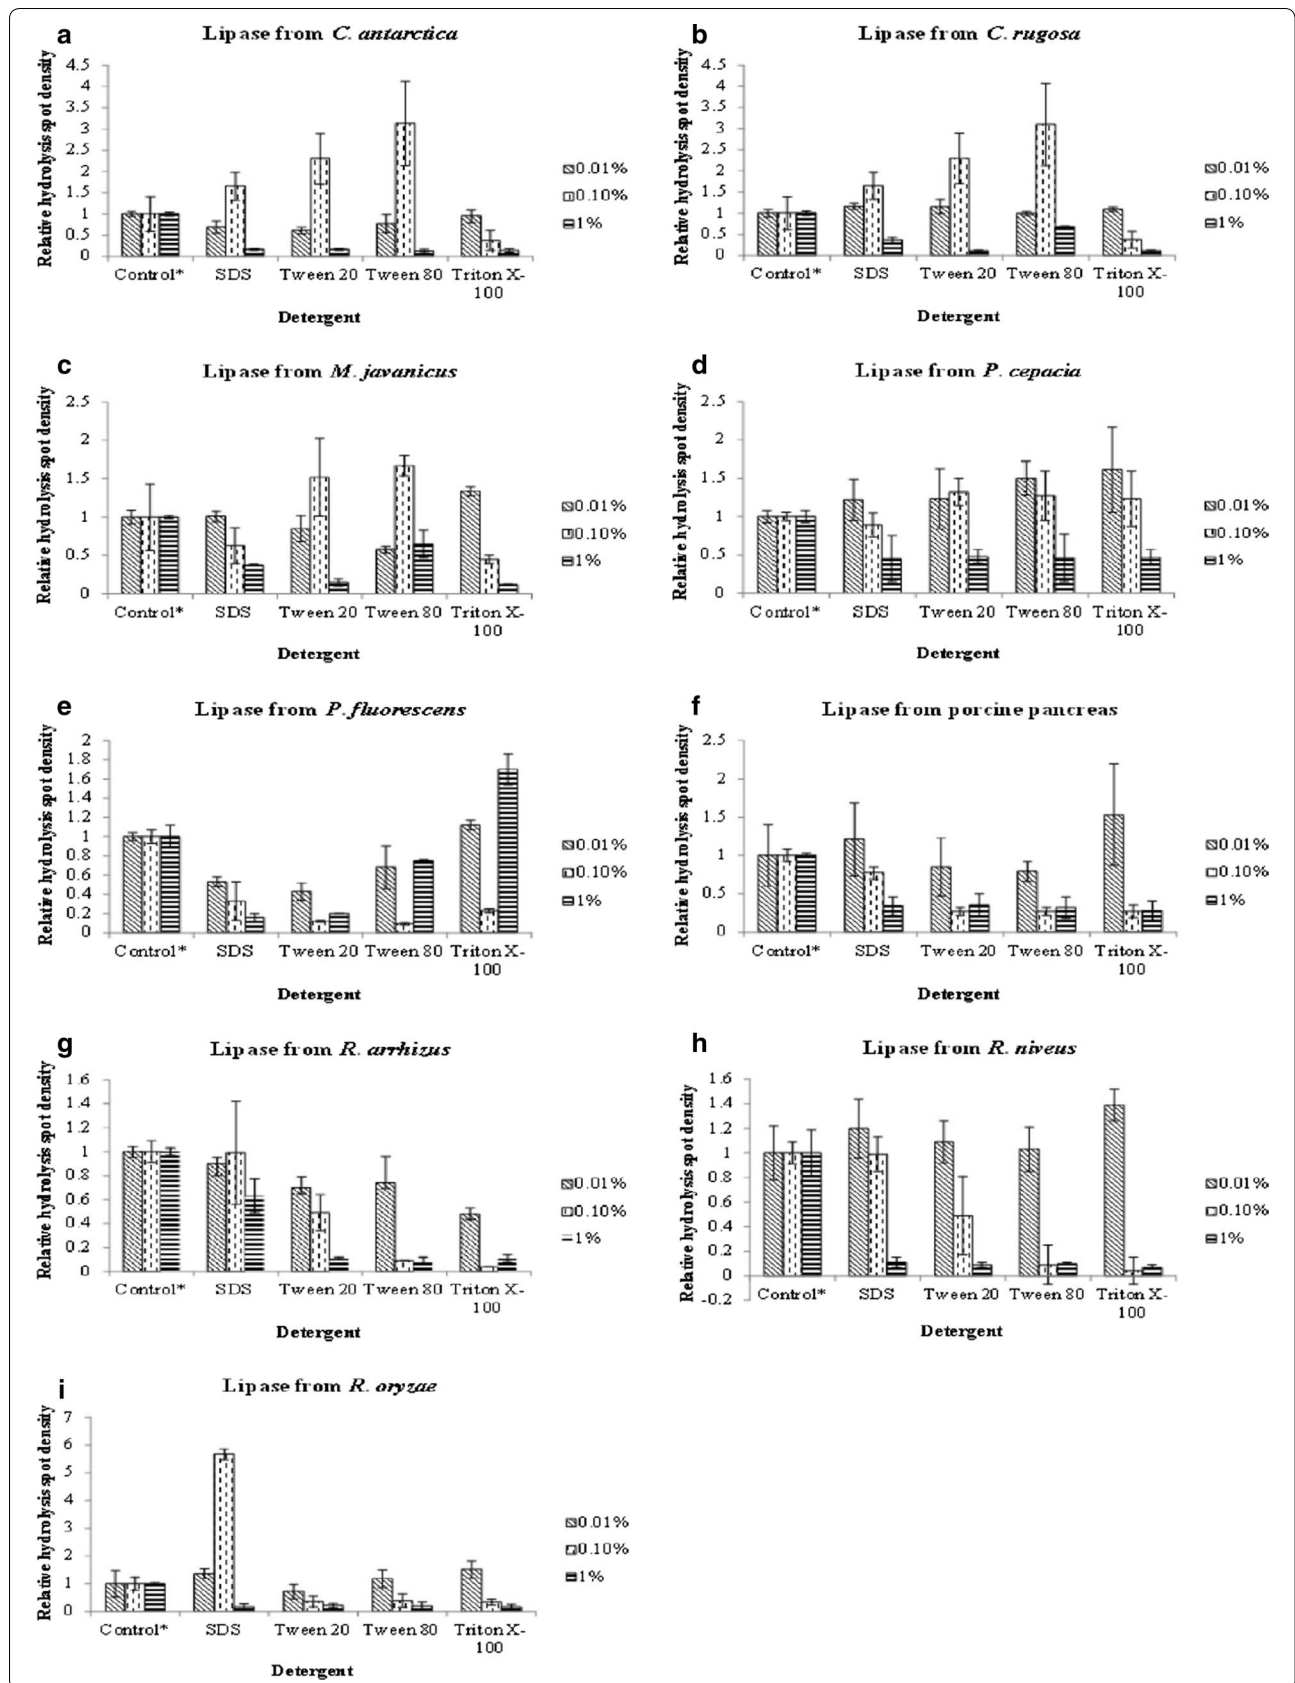 a
Lipase from C. antarctica
Relative hydrolysis spot density
4.5
4
3.5
3
2.5
2
1.5
1
0.5
0
Control* SDS Tween 20 Tween 80 Triton X-
100
Detergent
0.01%
0.10%
1%
b
Lipase from C. rugosa
Relative hydrolysis spot density
4.5
4
3.5
3
2.5
2
1.5
1
0.5
0
Control* SDS Tween 20 Tween 80 Triton X-
100
Detergent
0.01%
0.10%
1%
c
Lipase from M. javanicus
Relative hydrolysis spot density
2.5
2
1.5
1
0.5
0
Control* SDS Tween 20 Tween 80 Triton X-
100
Detergent
0.01%
0.10%
1%
d
Lipase from P. cepacia
Relative hydrolysis spot density
2.5
2
1.5
1
0.5
0
Control* SDS Tween 20 Tween 80 Triton X-
100
Detergent
0.01%
0.10%
1%
e
Lipase from P. fluorescens
Relative hydrolysis spot density
2
1.8
1.6
1.4
1.2
1
0.8
0.6
0.4
0.2
0
Control* SDS Tween 20 Tween 80 Triton X-
100
Detergent
0.01%
0.10%
1%
f
Lipase from porcine pancreas
Relative hydrolysis spot density
2.5
2
1.5
1
0.5
0
Control* SDS Tween 20 Tween 80 Triton X-
100
Detergent
0.01%
0.10%
1%
g
Lipase from R. arrhizus
Relative hydrolysis spot density
1.6
1.4
1.2
1
0.8
0.6
0.4
0.2
0
Control* SDS Tween 20 Tween 80 Triton X-
100
Detergent
0.01%
0.10%
1%
h
Lipase from R. niveus
Relative hydrolysis spot density
1.6
1.4
1.2
1
0.8
0.6
0.4
0.2
0
-0.2
Control* SDS Tween 20 Tween 80 Triton X-
100
Detergent
0.01%
0.10%
1%
i
Lipase from R. oryzae
Relative hydrolysis spot density
7
6
5
4
3
2
1
0
Control* SDS Tween 20 Tween 80 Triton X-
100
Detergent
0.01%
0.10%
1%